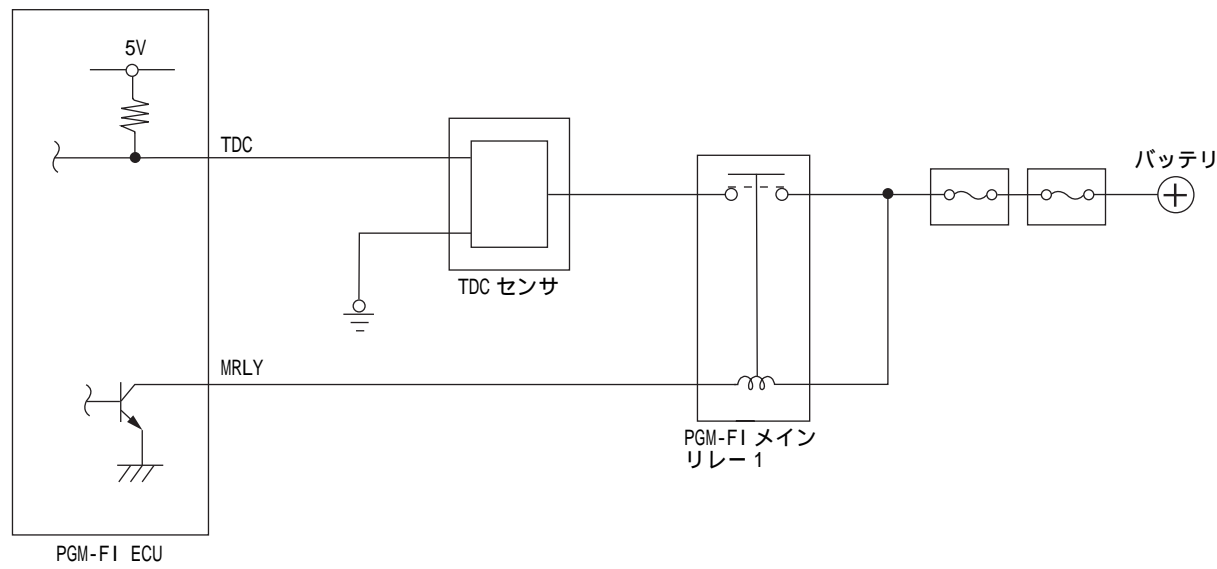 5V
TDC
バッテリ
TDC センサ
MRLY
PGM-FI メイン
リレー 1
PGM-FI ECU